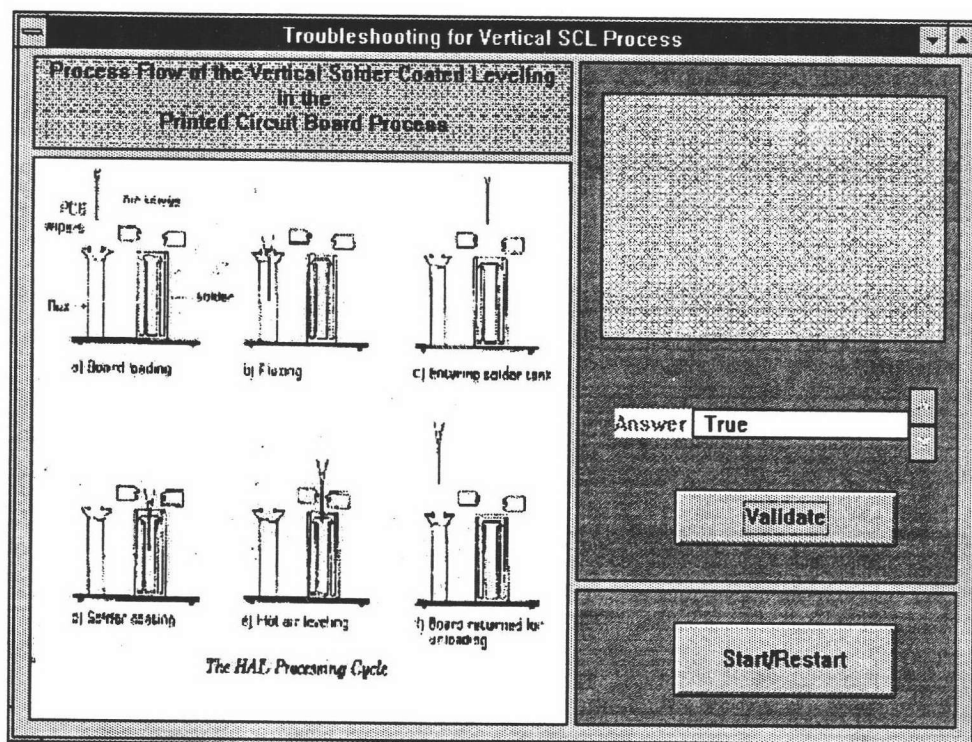 Troubleshooting for Vertical SCL Process
Process Flow of the Vertical Solder Coated Leveling
in the
Printed Circuit Board Process
PCB
wipers
Air knives
flux
solder
a) Board loading
b) Fluxing
c) Entering solder tank
d) Solder coating
e) Hot air leveling
f) Board returned for
unloading
The HAL Processing Cycle
Answer True
Validate
Start/Restart